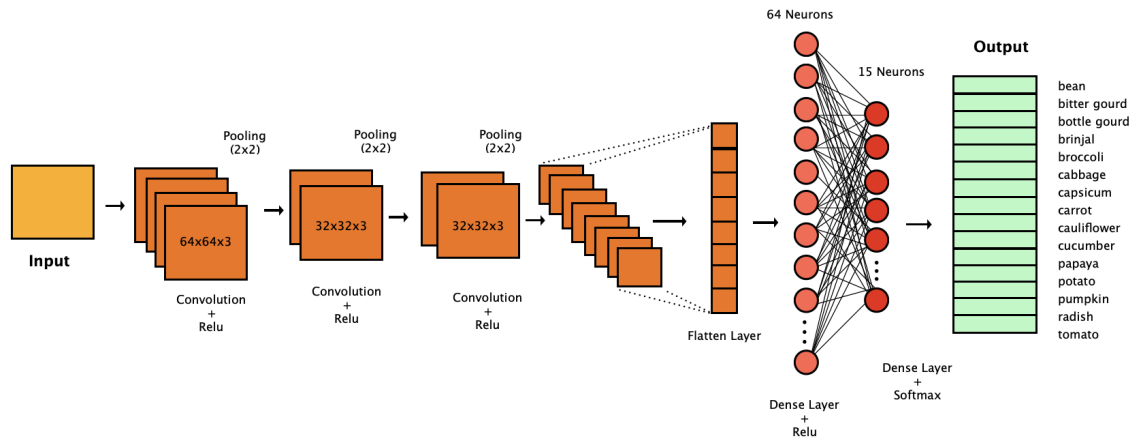 64 Neurons
Output
15 Neurons
bean
bitter gourd
bottle gourd
brinjal
broccoli
cabbage
capsicum
carrot
cauliflower
cucumber
papaya
potato
pumpkin
radish
tomato
Pooling
(2x2)
Pooling
(2x2)
Pooling
(2x2)
64x64x3
32x32x3
32x32x3
Input
Convolution
+
Relu
Convolution
+
Relu
Convolution
+
Relu
Flatten Layer
Dense Layer
+
Softmax
Dense Layer
+
Relu